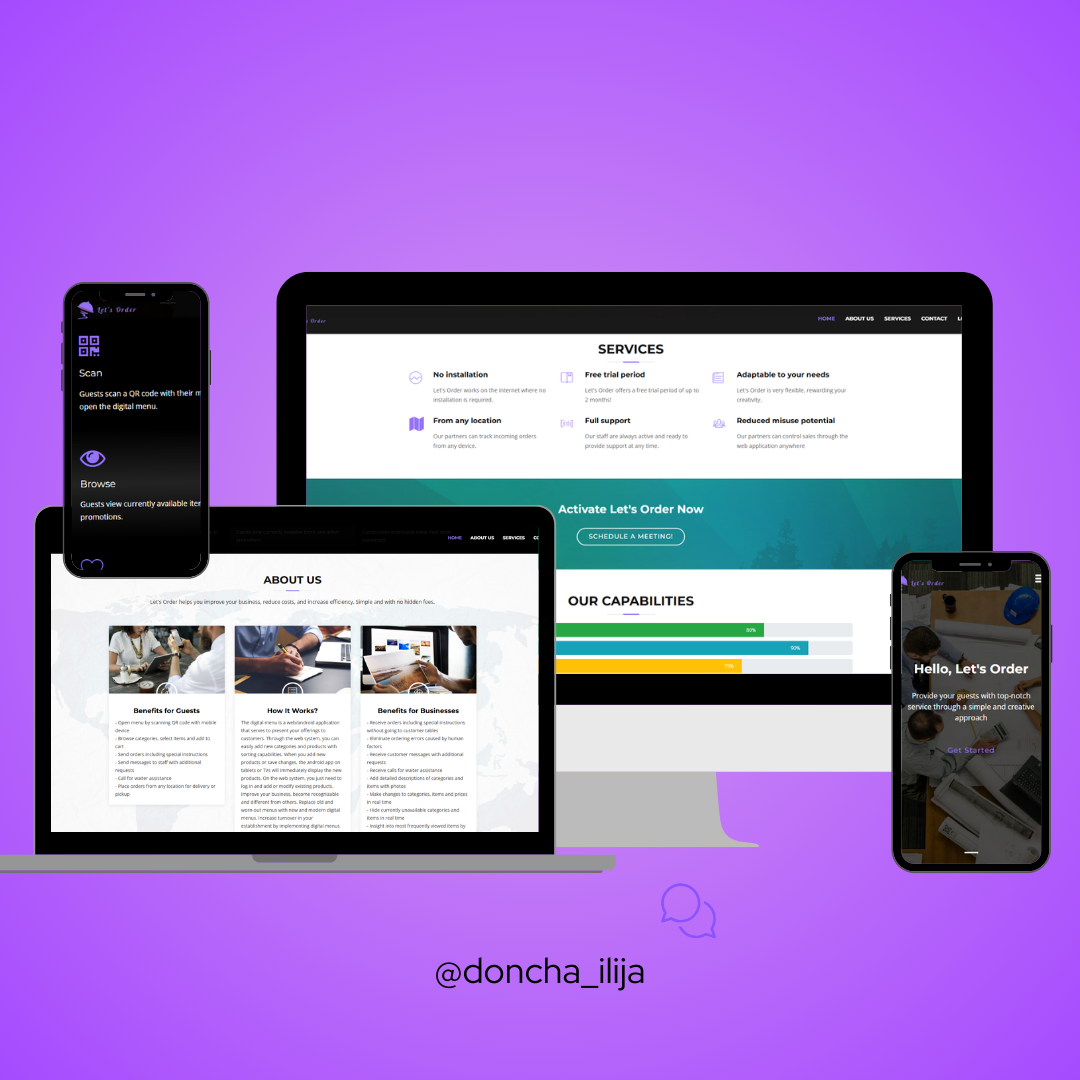 Let's Order
Scan
Guests scan a QR code with their m
open the digital menu.
Browse
Guests view currently available iter
promotions.
Order
HOME ABOUT US SERVICES CONTACT L
SERVICES
No installation
Let's Order works on the internet where no
installation is required.
Free trial period
Let's Order offers a free trial period of up to
2 months!
Adaptable to your needs
Let's Order is very flexible, rewarding your
creativity.
From any location
Our partners can track incoming orders
from any device.
Full support
Our staff are always active and ready to
provide support at any time.
Reduced misuse potential
Our partners can control sales through the
web application anywhere
Activate Let's Order Now
SCHEDULE A MEETING!
OUR CAPABILITIES
80%
90%
75%
HOME ABOUT US SERVICES CO
ABOUT US
Let's Order helps you improve your business, reduce costs, and increase efficiency. Simple and with no hidden fees.
Benefits for Guests
- Open menu by scanning QR code with mobile
device
- Browse categories, select items and add to
cart
- Send orders including special instructions
- Send messages to staff with additional
requests
- Call for waiter assistance
- Place orders from any location for delivery or
pickup
How It Works?
The digital menu is a web/android application
that serves to present your offerings to
customers. Through the web system, you can
easily add new categories and products with
sorting capabilities. When you add new
products or save changes, the android app on
tablets or TVs will immediately display the new
products. On the web system, you just need to
log in and add or modify existing products.
Improve your business, become recognizable
and different from others. Replace old and
worn-out menus with new and modern digital
menus. Increase turnover in your
establishment by implementing digital menus
Benefits for Businesses
- Receive orders including special instructions
without going to customer tables
- Eliminate ordering errors caused by human
factors
- Receive customer messages with additional
requests
- Receive calls for waiter assistance
- Add detailed descriptions of categories and
items with photos
- Make changes to categories, items and prices
in real time
- Hide currently unavailable categories and
items in real time
- Insight into most frequently viewed items by
Let's Order
Hello, Let's Order
Provide your guests with top-notch
service through a simple and creative
approach
Get Started
@doncha_ilija